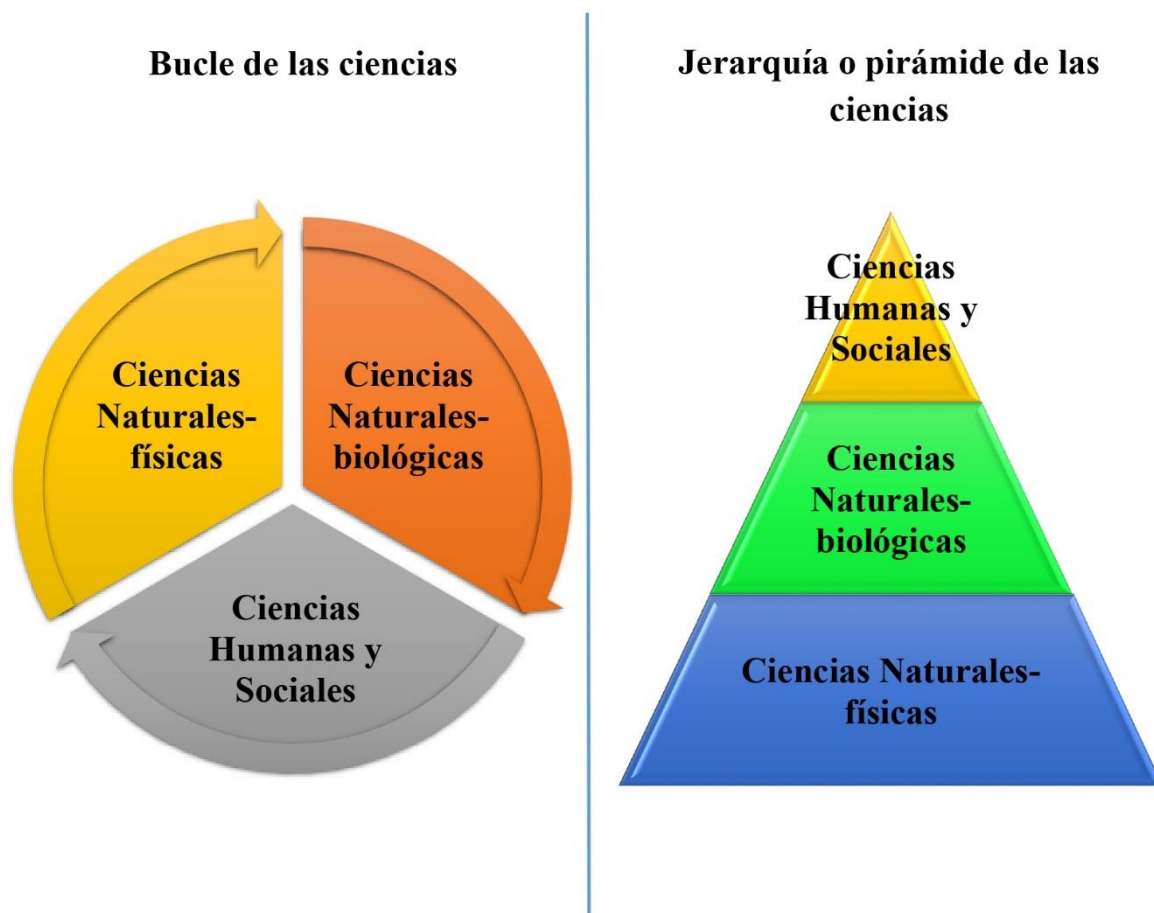 Bucle de las ciencias
Ciencias
Naturales-
físicas
Ciencias
Naturales-
biológicas
Ciencias
Humanas y
Sociales
Jerarquía o pirámide de las
ciencias
Ciencias
Humanas y
Sociales
Ciencias
Naturales-
biológicas
Ciencias Naturales-
físicas